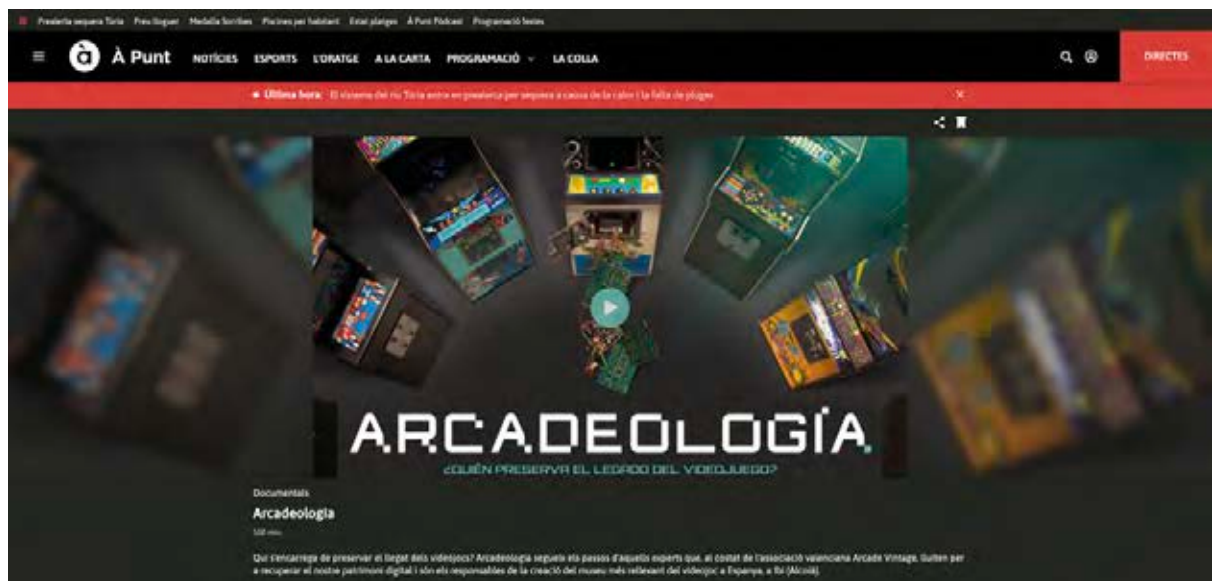 Prealerta sequera Túria Preu lloguer Medalla Sorribes Piscines per habitant Estat platges À Punt Pòdcast Programació festes
à À Punt NOTÍCIES ESPORTS L'ORATGE A LA CARTA PROGRAMACIÓ LA COLLA DIRECTES
Última hora: El sistema del riu Túria entra en prealerta per sequera a causa de la calor i la falta de pluges
ARCADEOLOGÍA
¿QUIÉN PRESERVA EL LEGADO DEL VIDEOJUEGO?
Documentals
Arcadeologia
Qui s'encarrega de preservar el llegat dels videojocs? Arcadeologia segueix els passos d'aquells experts que, al costat de l'associació valenciana Arcade Vintage, lluiten per
a recuperar el nostre patrimoni digital i són els responsables de la creació del museu més rellevant del videojoc a Espanya, a Ibi (Alcoià).